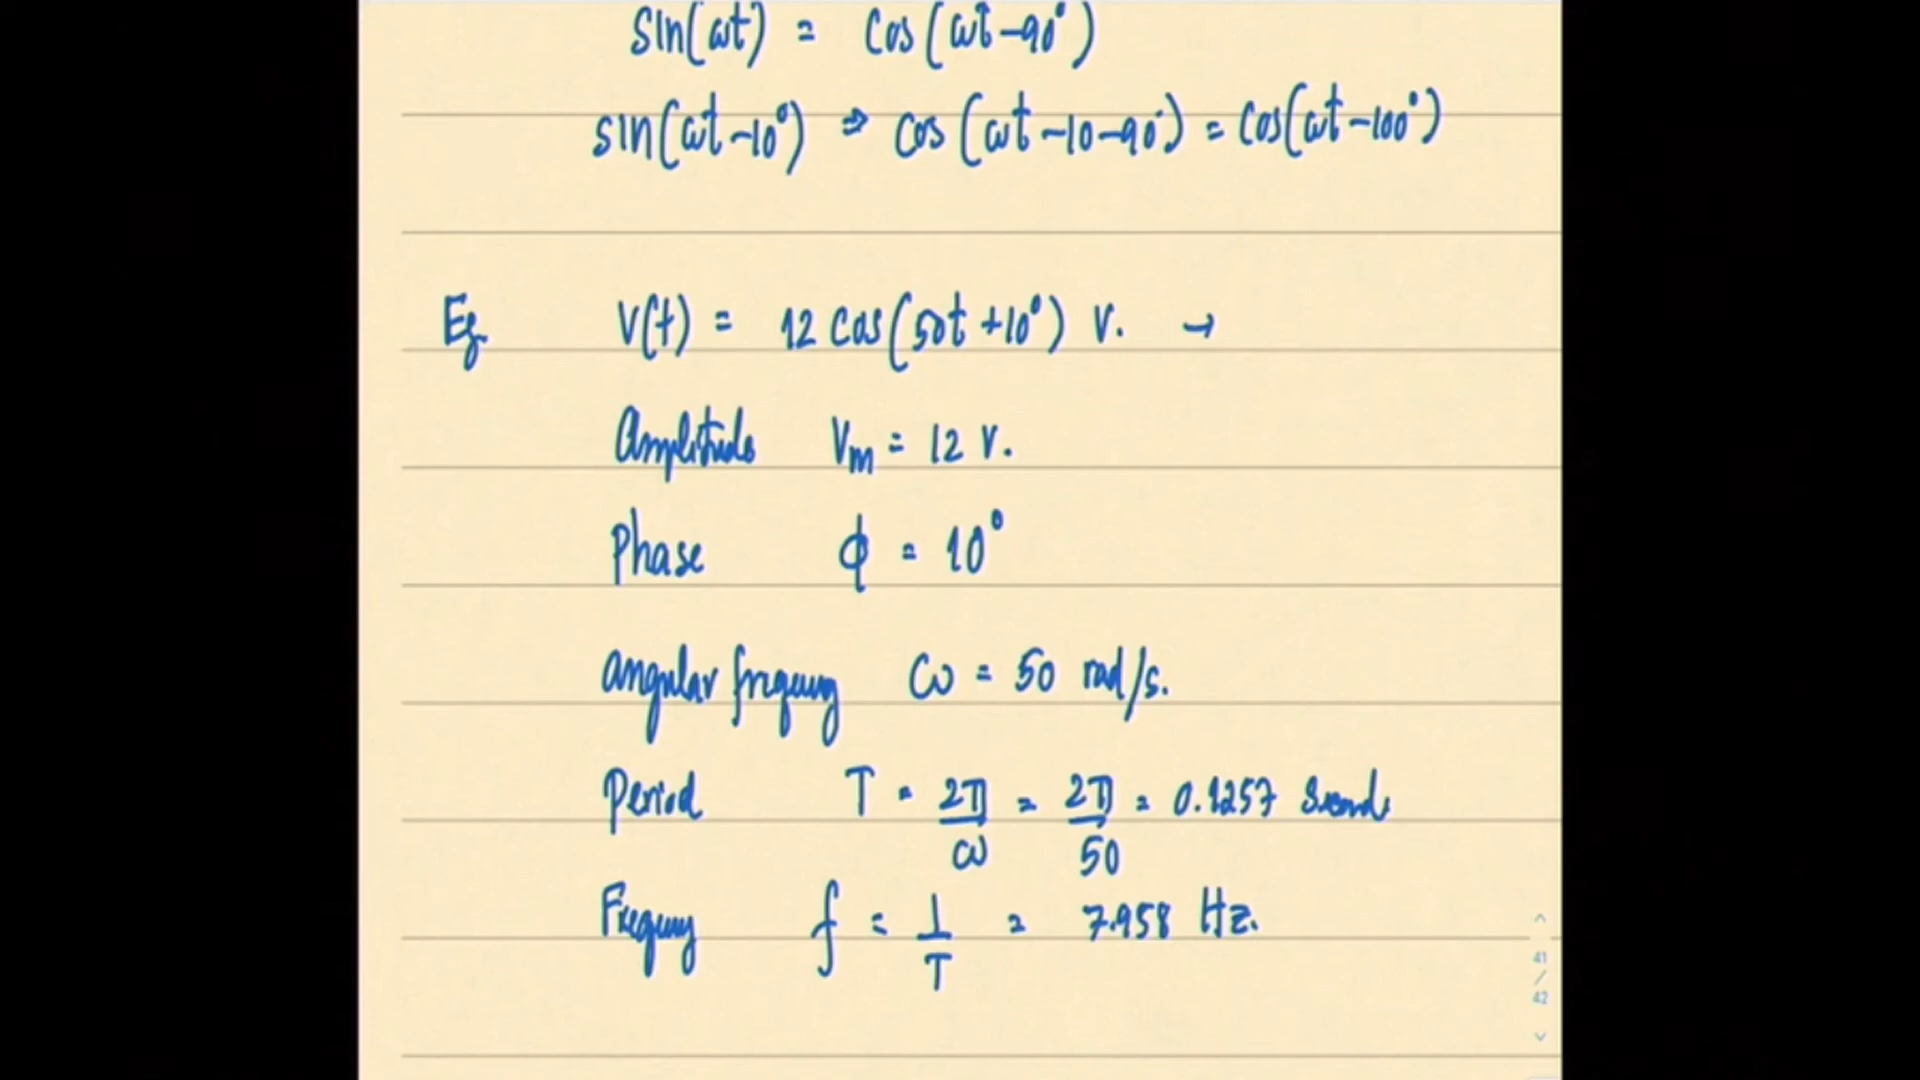 sin(ωt) = cos(ωt-90°)
sin(ωt-10°) ⇒ cos(ωt-10-90°) = cos(ωt-100°)
Eg. V(t) = 12 cos(50t+10°) V. →
Amplitude Vm = 12 V.
Phase ϕ = 10°
angular frequency ω = 50 rad/s.
Period T = 2π/ω = 2π/50 = 0.1257 Seconds
Frequency f = 1/T = 7.958 Hz.
41
/
42